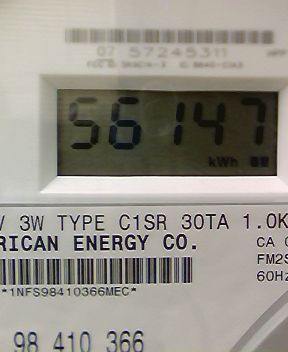 07 57245311
56147
kWh
V 3W TYPE C1SR 30TA 1.0K
RICAN ENERGY CO.
CA
FM2S
60Hz
*1NFS98410366MEC*
98 410 366